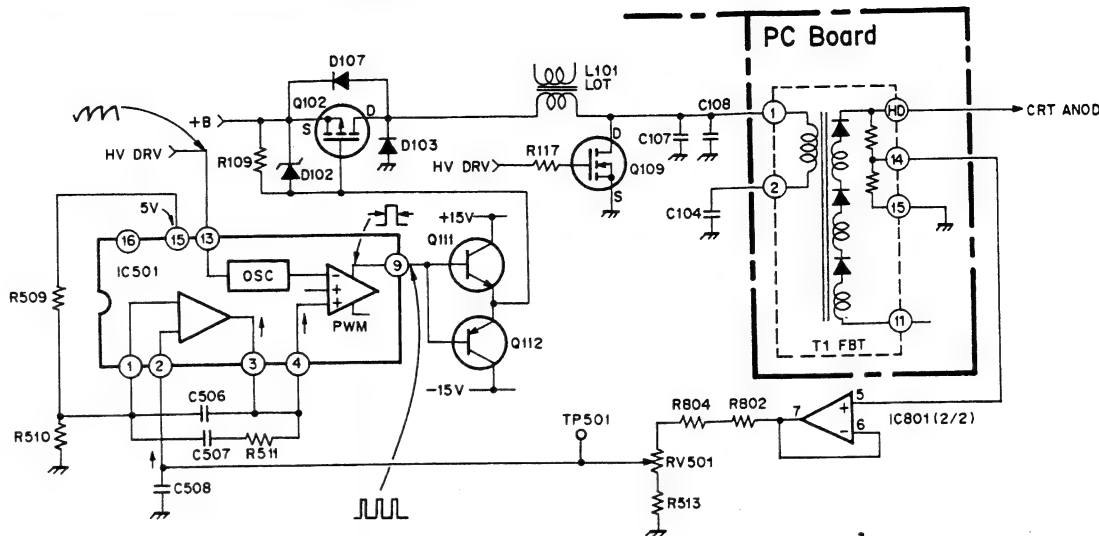 PC Board
D107
L101
LOT
Q102
D
+B
S
D103
D
C107
C108
1
HD
CRT ANOD
HV DRV
R109
D102
HV DRV
R117
Q109
S
14
2
15
C104
5V
16
15
13
IC501
+15V
Q111
9
OSC
R509
-
+
+
PWM
Q112
11
T1 FBT
1
2
3
4
-15V
C506
R510
C507
R511
TP501
R804
R802
7
+
5
-
6
IC801(2/2)
RV501
C508
R513